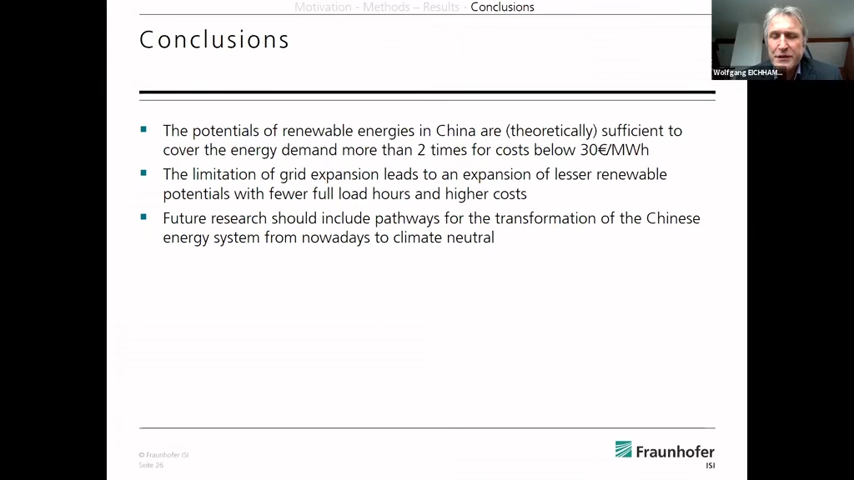 Motivation - Methods – Results - Conclusions
Conclusions
Wolfgang EICHHAM...
The potentials of renewable energies in China are (theoretically) sufficient to
cover the energy demand more than 2 times for costs below 30€/MWh
The limitation of grid expansion leads to an expansion of lesser renewable
potentials with fewer full load hours and higher costs
Future research should include pathways for the transformation of the Chinese
energy system from nowadays to climate neutral
© Fraunhofer ISI
Seite 26
Fraunhofer
ISI